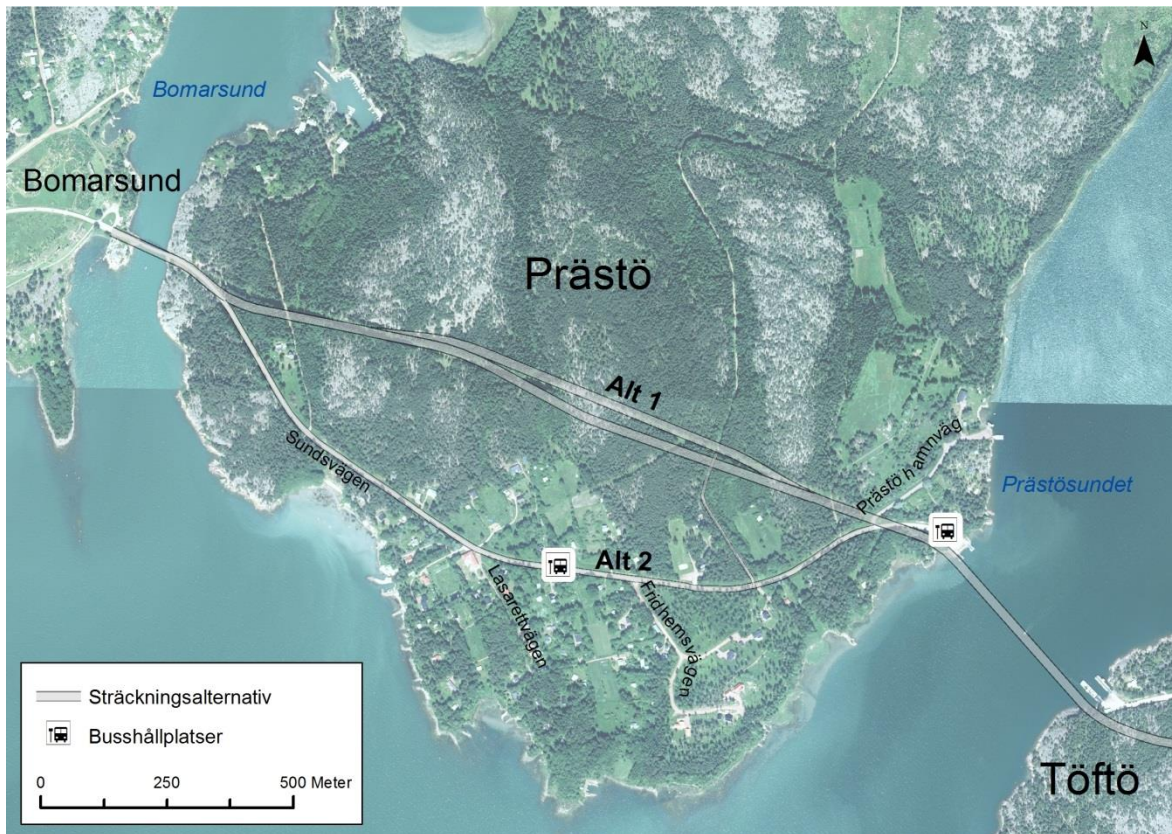 N
Bomarsund
Bomarsund
Prästö
Alt 1
Sundsvägen
Prästö hamnväg
Prästösundet
Alt 2
Lasarettvägen
Fridhemsvägen
Töftö
Sträckningsalternativ
Busshållplatser
0 250 500 Meter